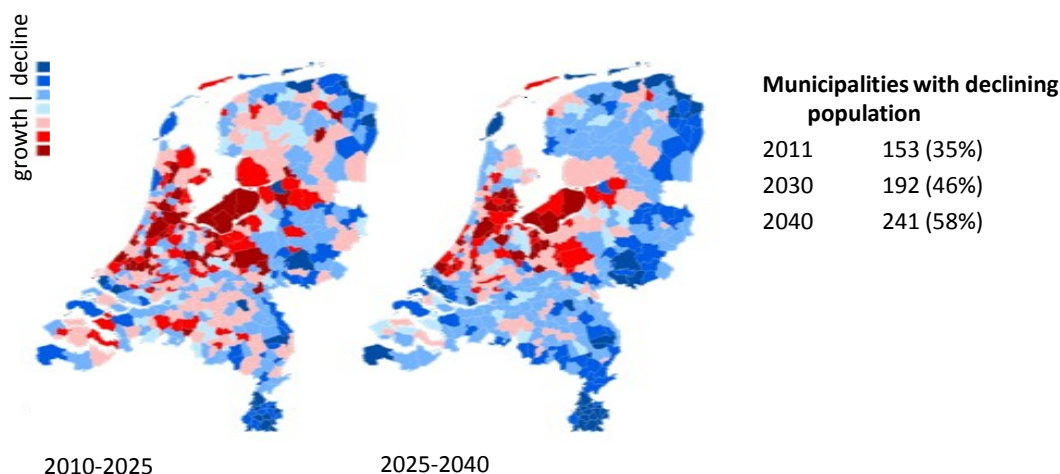 growth | decline
Municipalities with declining
population
2011 153 (35%)
2030 192 (46%)
2040 241 (58%)
2010-2025 2025-2040